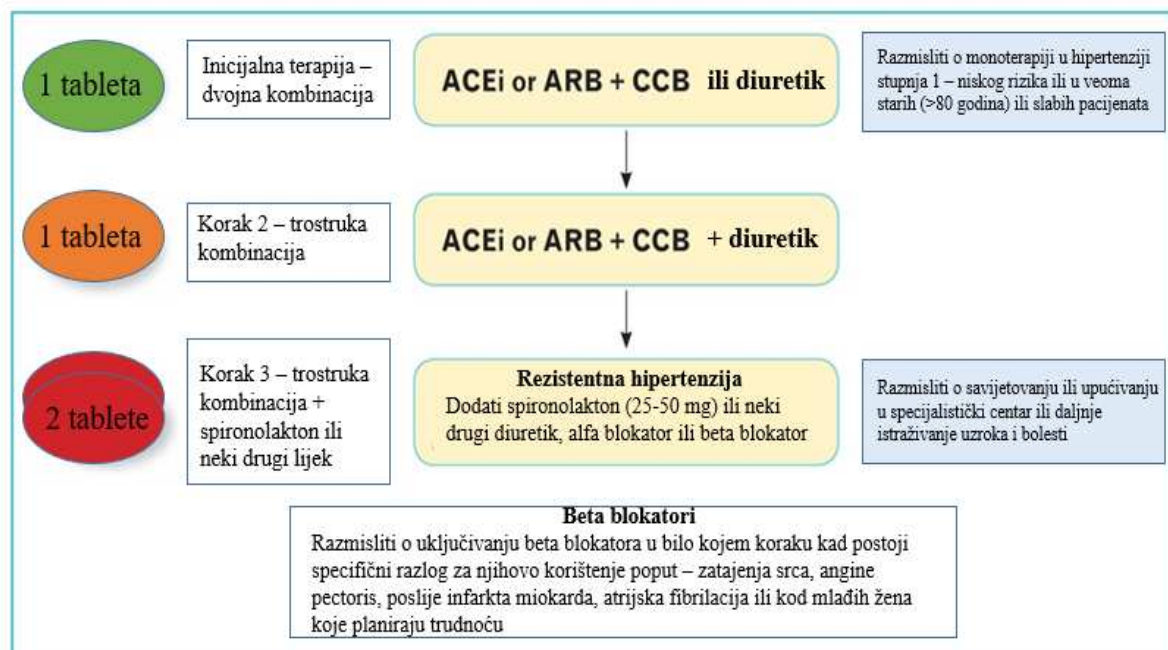 1 tableta
Inicijalna terapija –
dvojna kombinacija
ACEi or ARB + CCB ili diuretik
Razmisliti o monoterapiji u hipertenziji
stupnja 1 – niskog rizika ili u veoma
starih (>80 godina) ili slabih pacijenata
1 tableta
Korak 2 – trostruka
kombinacija
ACEi or ARB + CCB + diuretik
2 tablete
Korak 3 – trostruka
kombinacija +
spironolakton ili
neki drugi lijek
Rezistentna hipertenzija
Dodati spironolakton (25-50 mg) ili neki
drugi diuretik, alfa blokator ili beta blokator
Razmisliti o savijetovanju ili upućivanju
u specijalistički centar ili daljnje
istraživanje uzroka i bolesti
Beta blokatori
Razmisliti o uključivanju beta blokatora u bilo kojem koraku kad postoji
specifični razlog za njihovo korištenje poput – zatajenja srca, angine
pectoris, poslije infarkta miokarda, atrijska fibrilacija ili kod mlađih žena
koje planiraju trudnoću